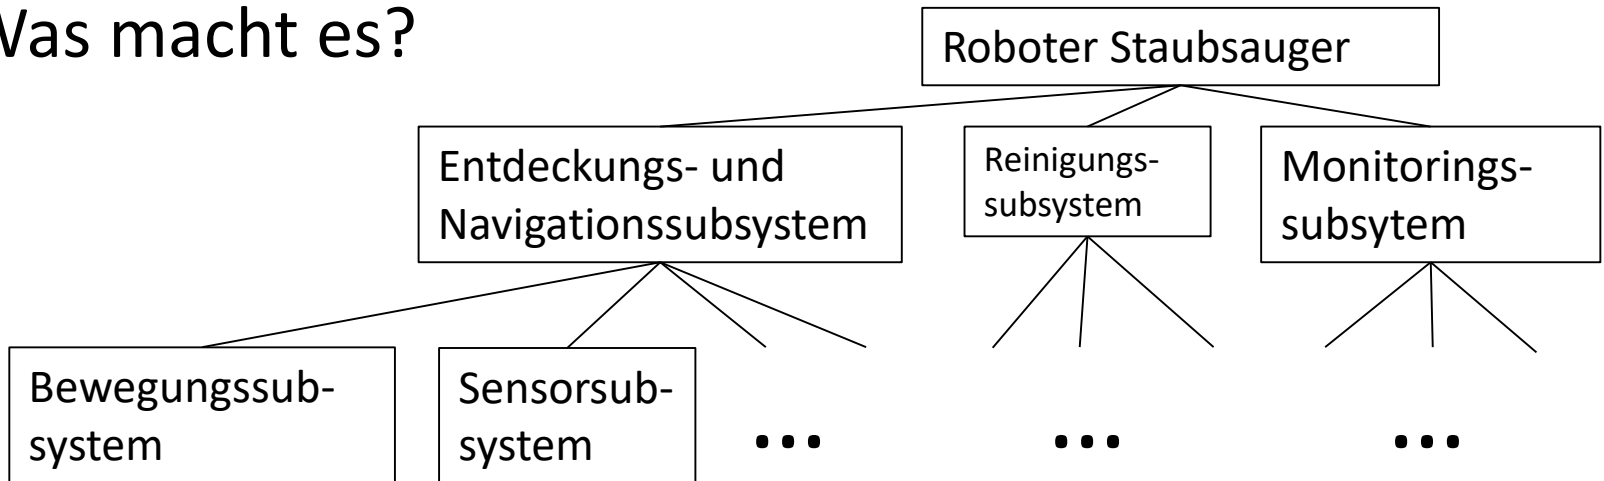 Was macht es?
Roboter Staubsauger
Entdeckungs- und
Navigationssubsystem
Reinigungs-
subsystem
Monitorings-
subsytem
Bewegungssub-
system
Sensorsub-
system
...
...
...